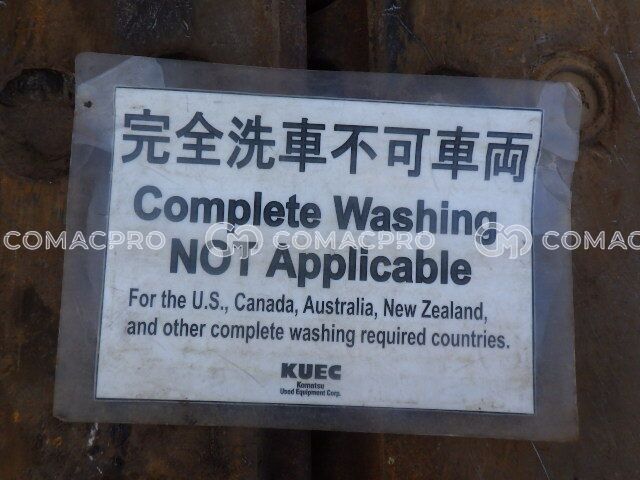 完全洗車不可車両
Complete Washing
NOT Applicable
For the U.S., Canada, Australia, New Zealand,
and other complete washing required countries.
KUEC
Komatsu
Used Equipment Corp.
COMACPRO COMACPRO COMACPRO